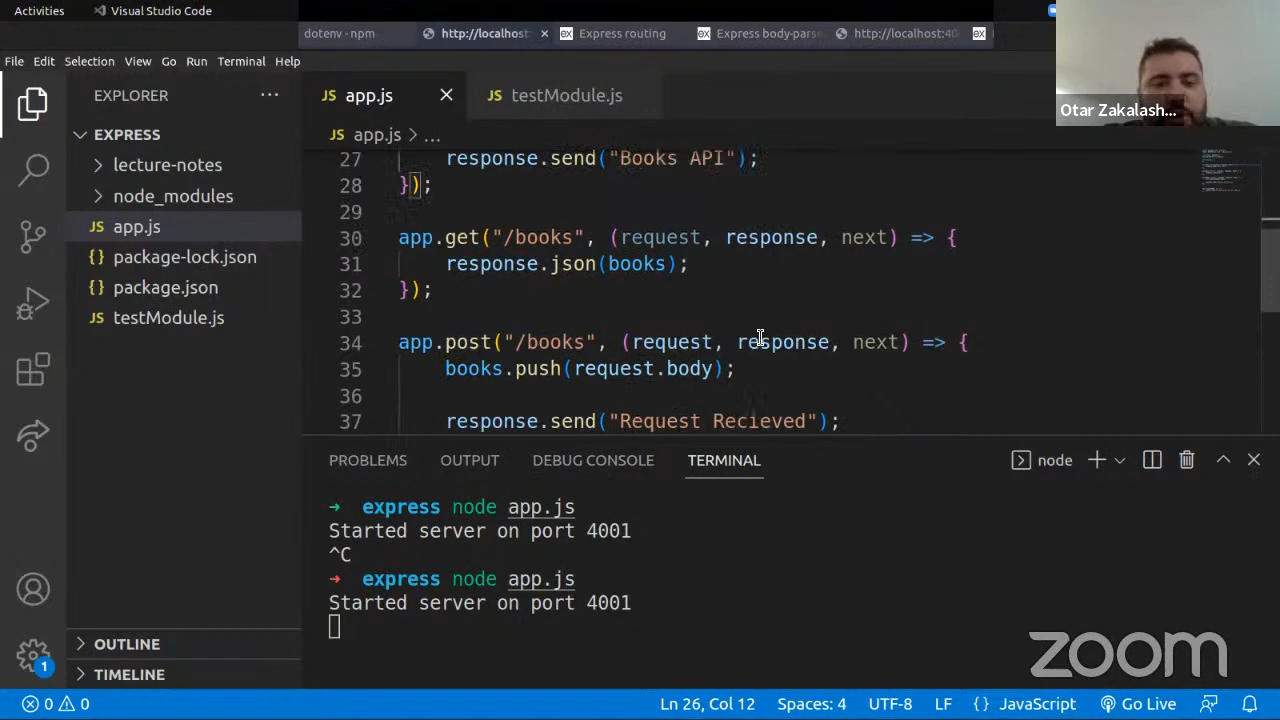 Activities Visual Studio Code
dotenv - npm http://localhost × Express routing Express body-parse http://localhost:40
File Edit Selection View Go Run Terminal Help
Otar Zakalash...
EXPLORER ...
JS app.js × JS testModule.js
EXPRESS
JS app.js > ...
lecture-notes
node_modules
JS app.js
{} package-lock.json
{} package.json
JS testModule.js
27 response.send("Books API");
28 });
29
30 app.get("/books", (request, response, next) => {
31 response.json(books);
32 });
33
34 app.post("/books", (request, response, next) => {
35 books.push(request.body);
36
37 response.send("Request Recieved");
PROBLEMS OUTPUT DEBUG CONSOLE TERMINAL node
→ express node app.js
Started server on port 4001
^C
→ express node app.js
Started server on port 4001
OUTLINE
TIMELINE
1
zoom
0 0 Ln 26, Col 12 Spaces: 4 UTF-8 LF {} JavaScript Go Live